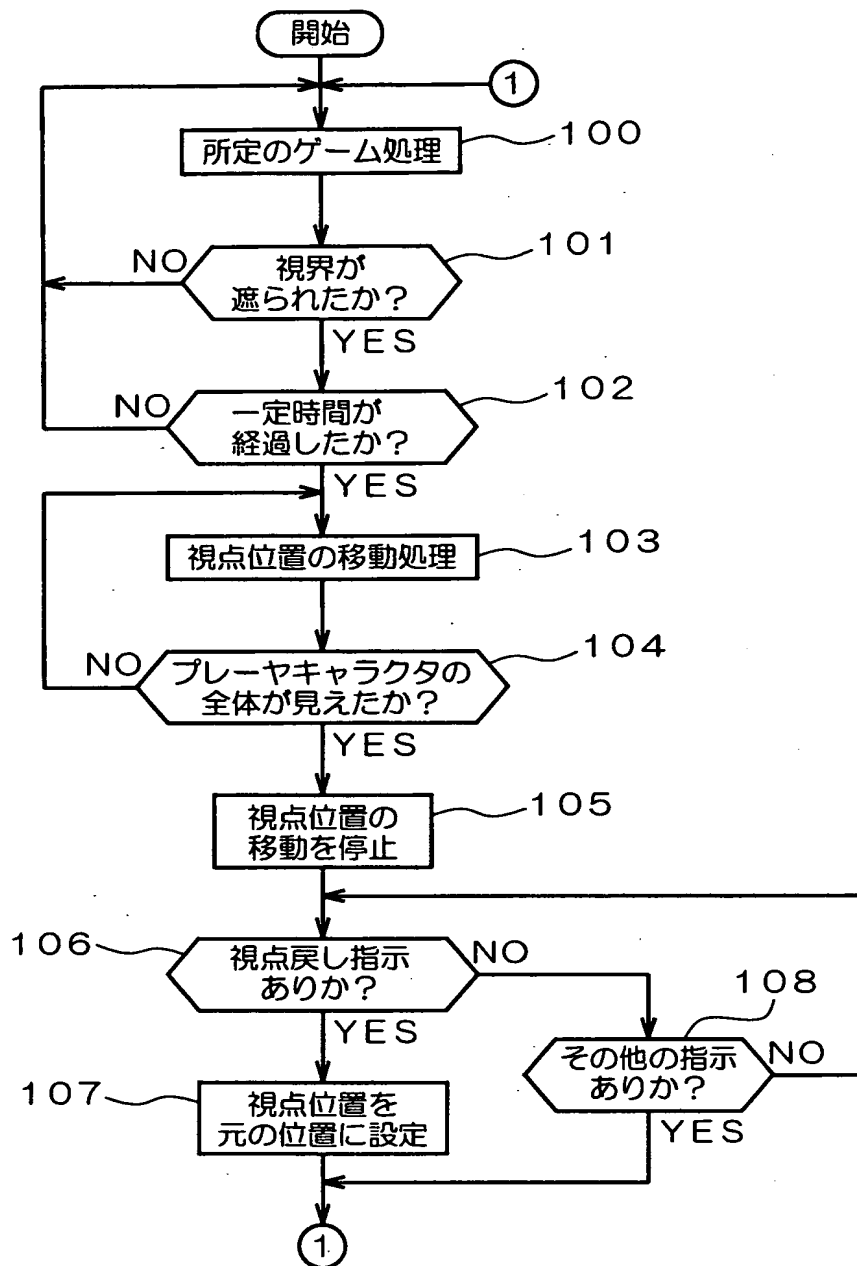 開始
①
所定のゲーム処理
100
視界が
遮られたか？
101
NO
YES
一定時間が
経過したか？
102
NO
YES
視点位置の移動処理
103
プレーヤキャラクタの
全体が見えたか？
104
NO
YES
視点位置の
移動を停止
105
106
視点戻し指示
ありか？
NO
YES
108
その他の指示
ありか？
NO
YES
107
視点位置を
元の位置に設定
①